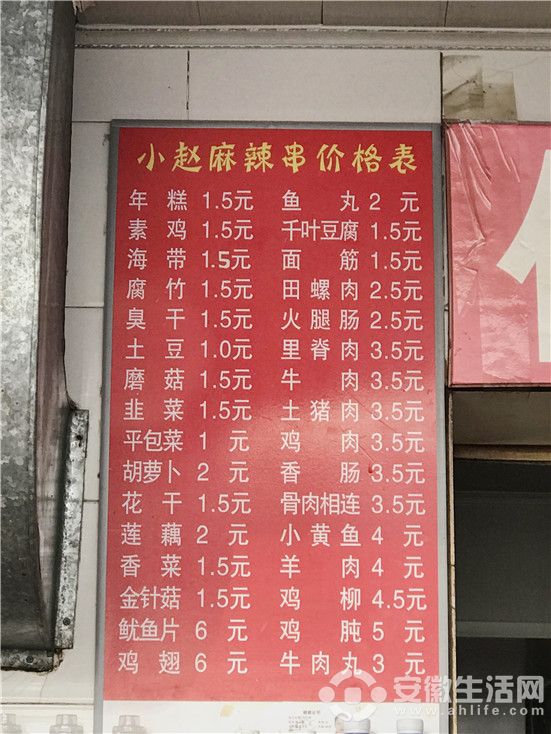 小赵麻辣串价格表
年糕 1.5元 鱼丸 2元
素鸡 1.5元 千叶豆腐 1.5元
海带 1.5元 面筋 1.5元
腐竹 1.5元 田螺肉 2.5元
臭干 1.5元 火腿肠 2.5元
土豆 1.0元 里脊肉 3.5元
磨菇 1.5元 牛肉 3.5元
韭菜 1.5元 土猪肉 3.5元
平包菜 1元 鸡肉 3.5元
胡萝卜 2元 香肠 3.5元
花干 1.5元 骨肉相连 3.5元
莲藕 2元 小黄鱼 4元
香菜 1.5元 羊肉 4元
金针菇 1.5元 鸡柳 4.5元
鱿鱼片 6元 鸡肫 5元
鸡翅 6元 牛肉丸 3元
安徽生活网
www.ahlife.com